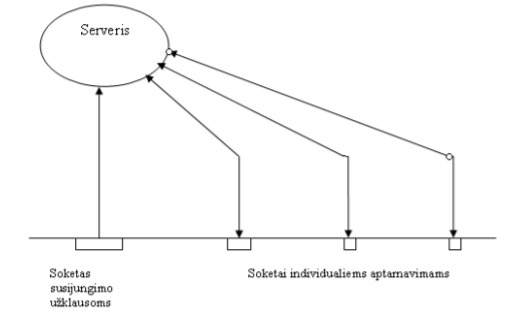 Serveris
Soketas
susijungimo
užklausoms
Soketai individualiems aptarnavimams